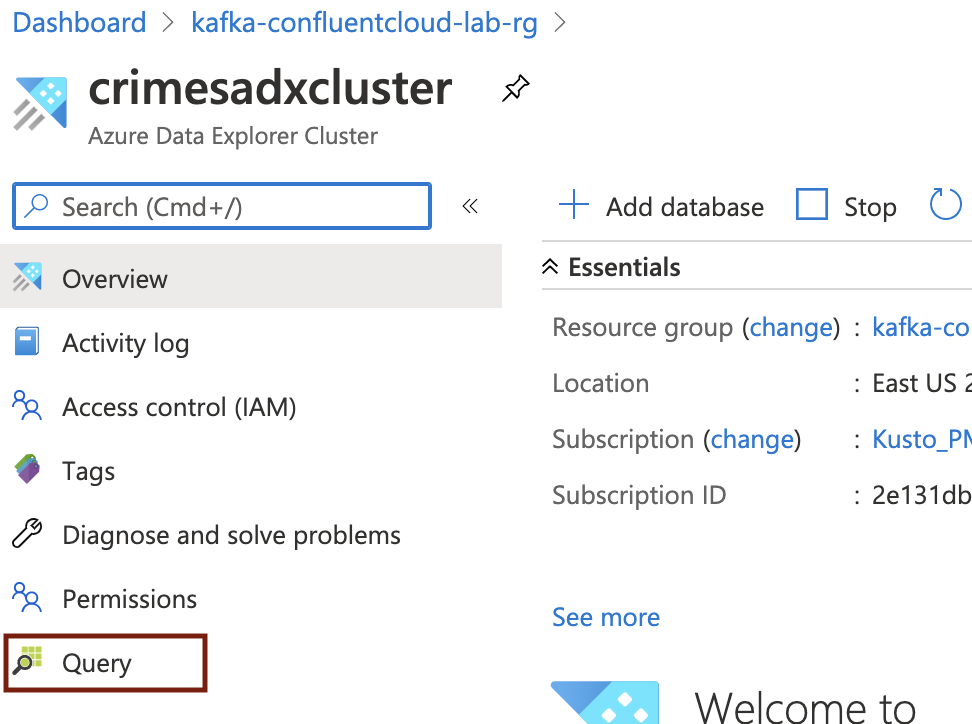 Dashboard > kafka-confluentcloud-lab-rg >
crimesadxcluster
Azure Data Explorer Cluster
Search (Cmd+/)
«
Overview
Activity log
Access control (IAM)
Tags
Diagnose and solve problems
Permissions
Query
Add database
Stop
Essentials
Resource group (change) : kafka-co
Location : East US 2
Subscription (change) : Kusto_PM
Subscription ID : 2e131db
See more
Welcome to